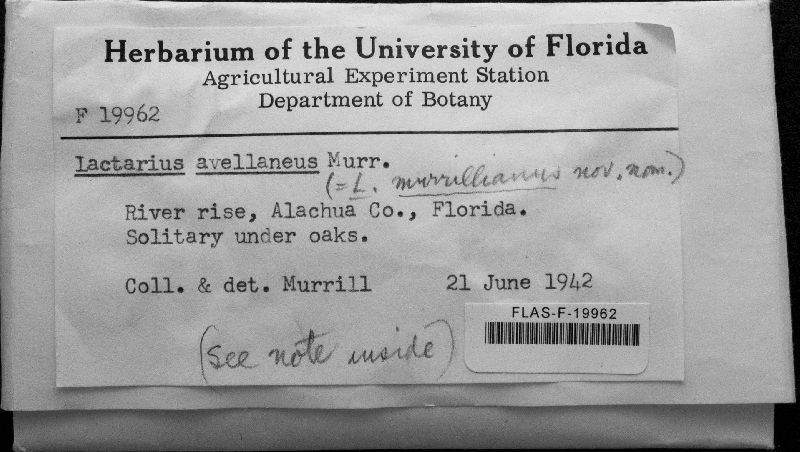 Herbarium of the University of Florida
Agricultural Experiment Station
Department of Botany
F 19962
Lactarius avellaneus Murr.
(= L. murrillianus nov. nom.)
River rise, Alachua Co., Florida.
Solitary under oaks.
Coll. & det. Murrill 21 June 1942
FLAS-F-19962
(See note inside)